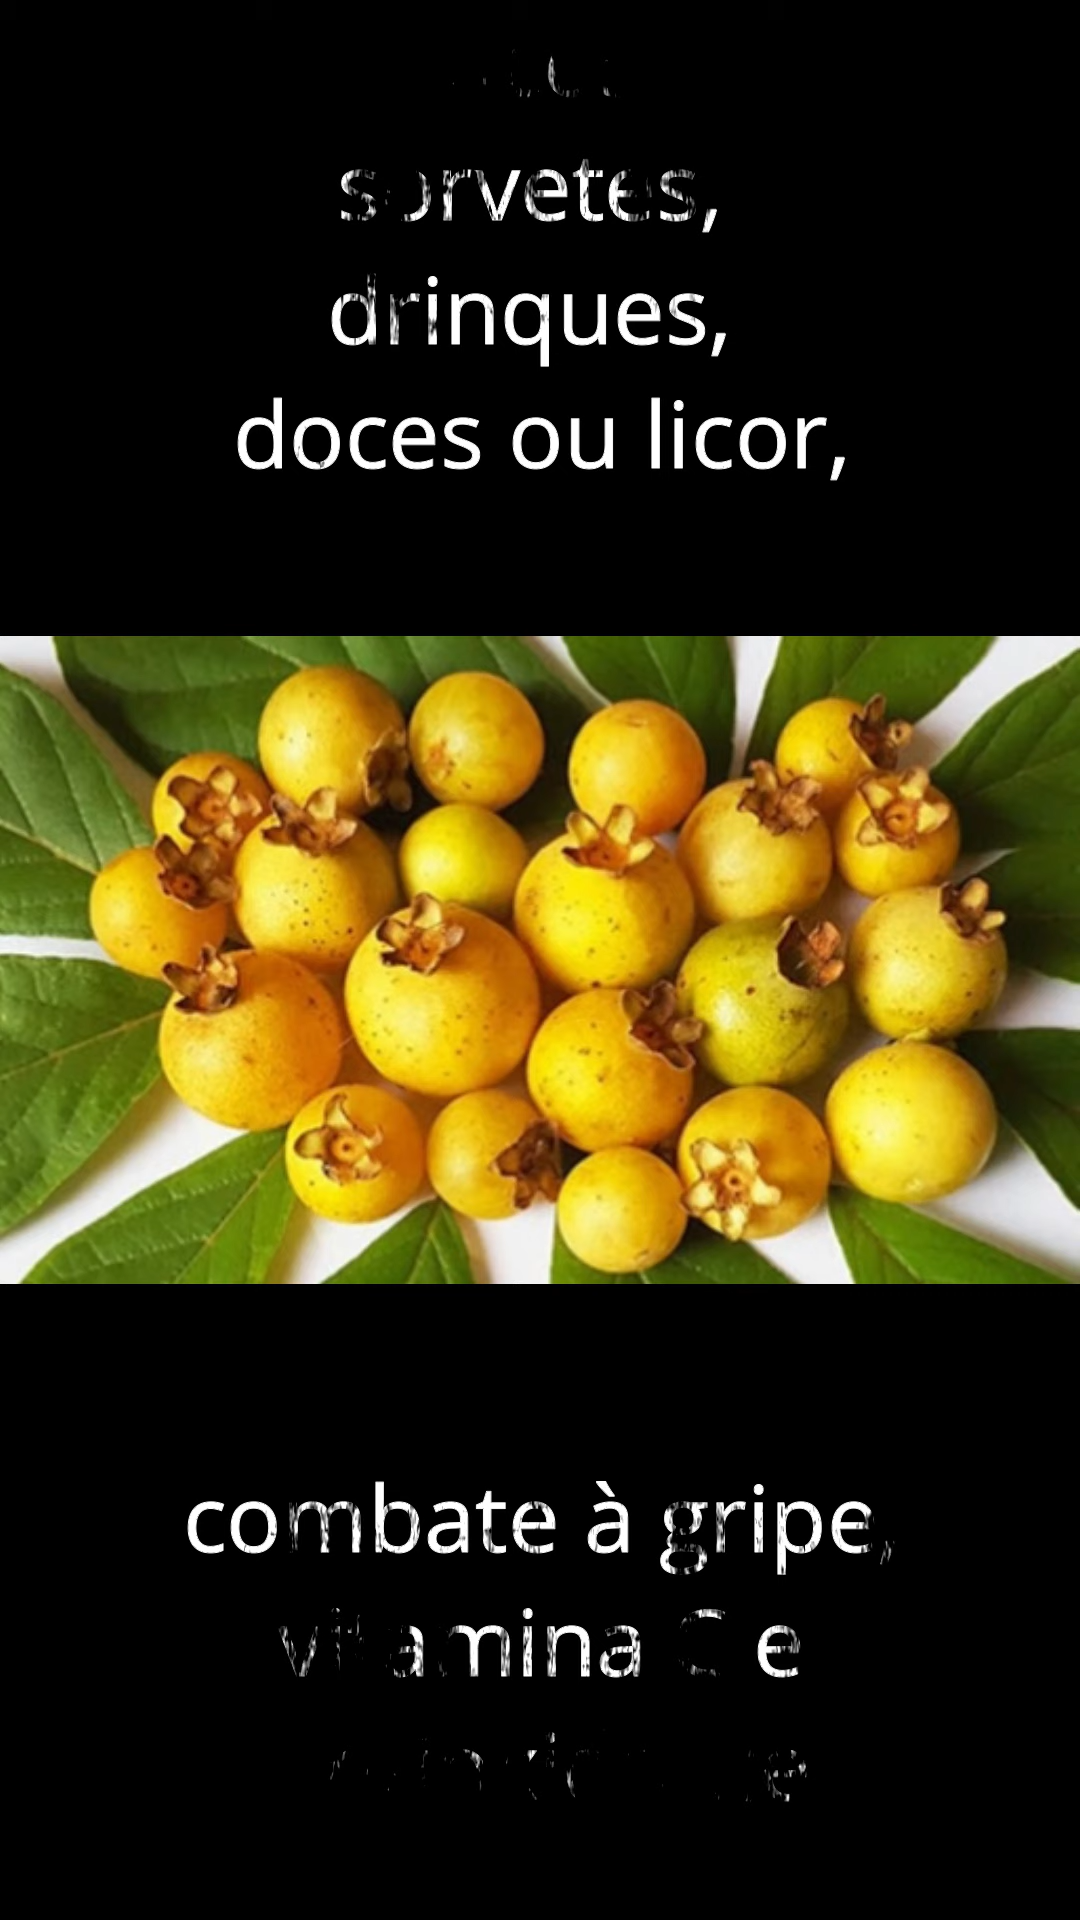 sorvetes,
drinques,
doces ou licor,
combate à gripe,
vitamina C e